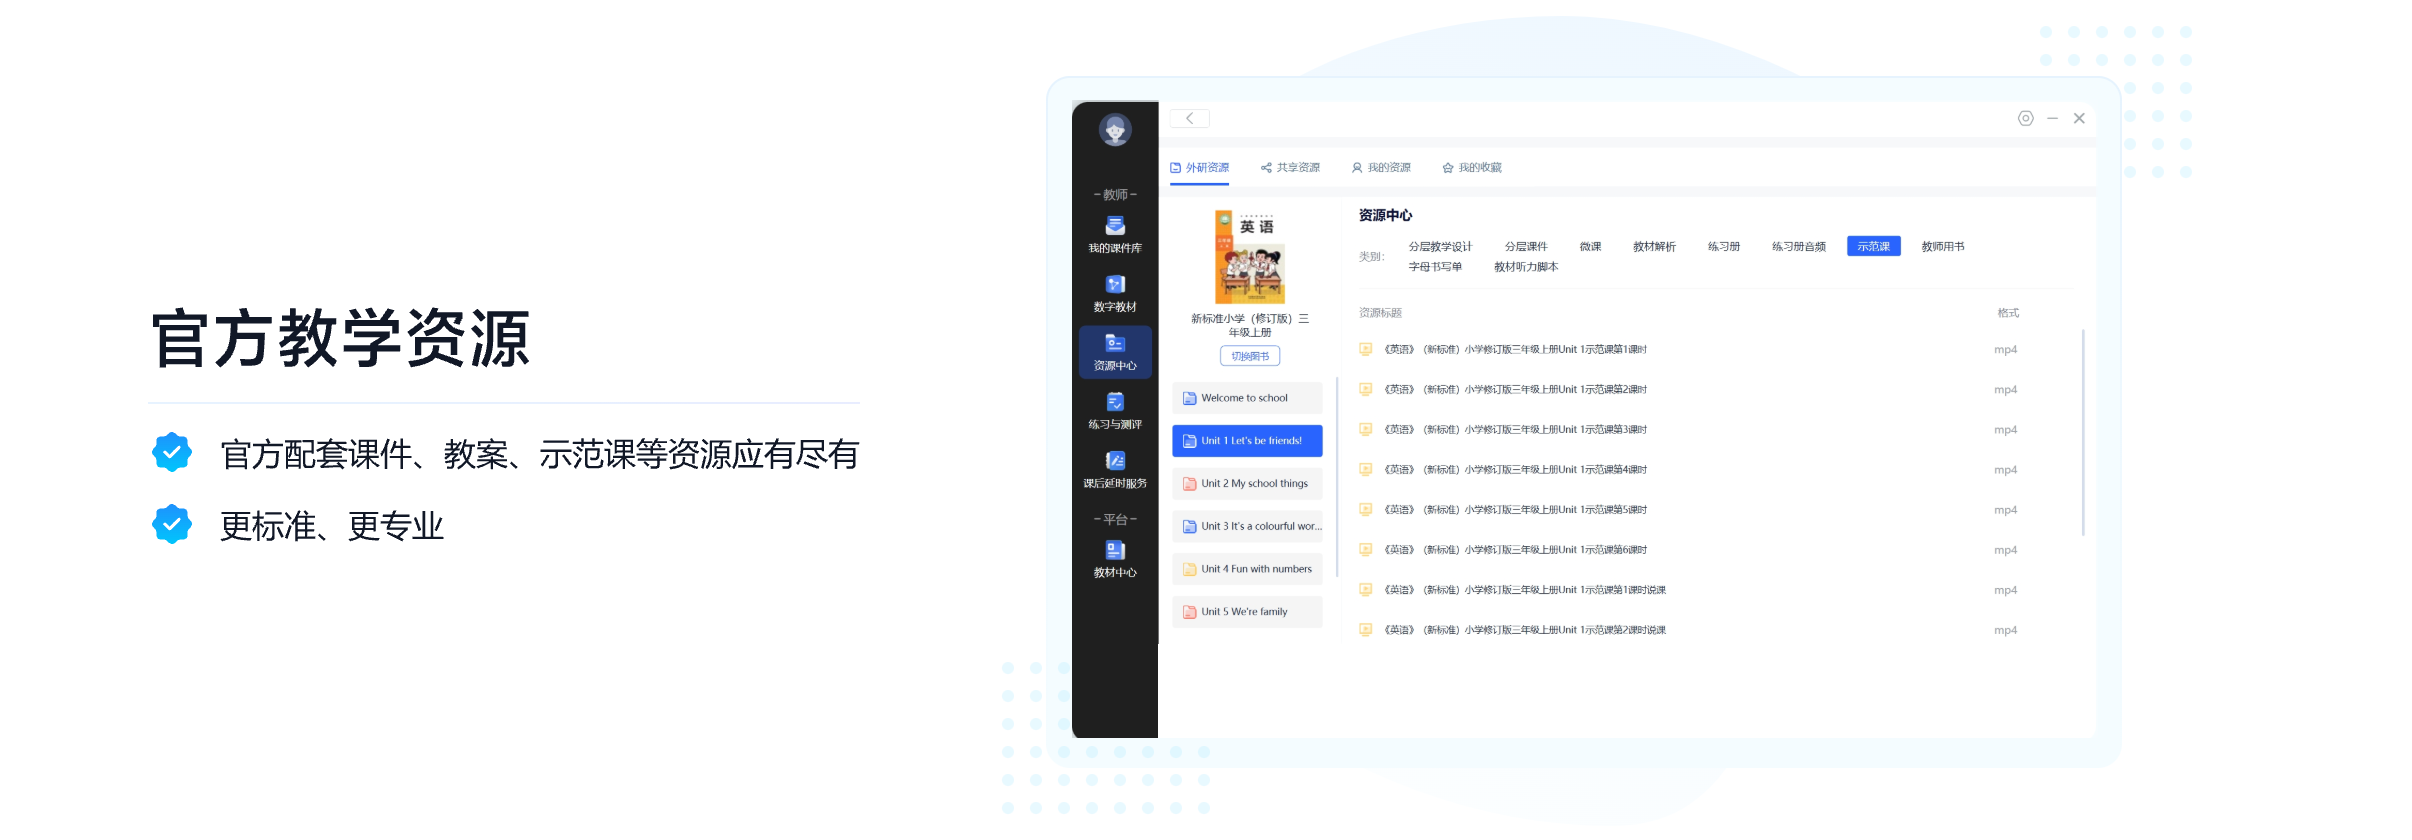 官方教学资源
官方配套课件、教案、示范课等资源应有尽有
更标准、更专业
教师
我的课件库
数字教材
资源中心
练习与测评
课后延时服务
平台
教材中心
外研资源
共享资源
我的资源
我的收藏
英语
新标准小学（修订版）三
年级上册
切换图书
Welcome to school
Unit 1 Let's be friends!
Unit 2 My school things
Unit 3 It's a colourful wor...
Unit 4 Fun with numbers
Unit 5 We're family
资源中心
类别：
分层教学设计 分层课件 微课 教材解析 练习册 练习册音频 示范课 教师用书
字母书写单 教材听力脚本
资源标题 格式
《英语》（新标准）小学修订版三年级上册Unit 1示范课第1课时 mp4
《英语》（新标准）小学修订版三年级上册Unit 1示范课第2课时 mp4
《英语》（新标准）小学修订版三年级上册Unit 1示范课第3课时 mp4
《英语》（新标准）小学修订版三年级上册Unit 1示范课第4课时 mp4
《英语》（新标准）小学修订版三年级上册Unit 1示范课第5课时 mp4
《英语》（新标准）小学修订版三年级上册Unit 1示范课第6课时 mp4
《英语》（新标准）小学修订版三年级上册Unit 1示范课第1课时说课 mp4
《英语》（新标准）小学修订版三年级上册Unit 1示范课第2课时说课 mp4